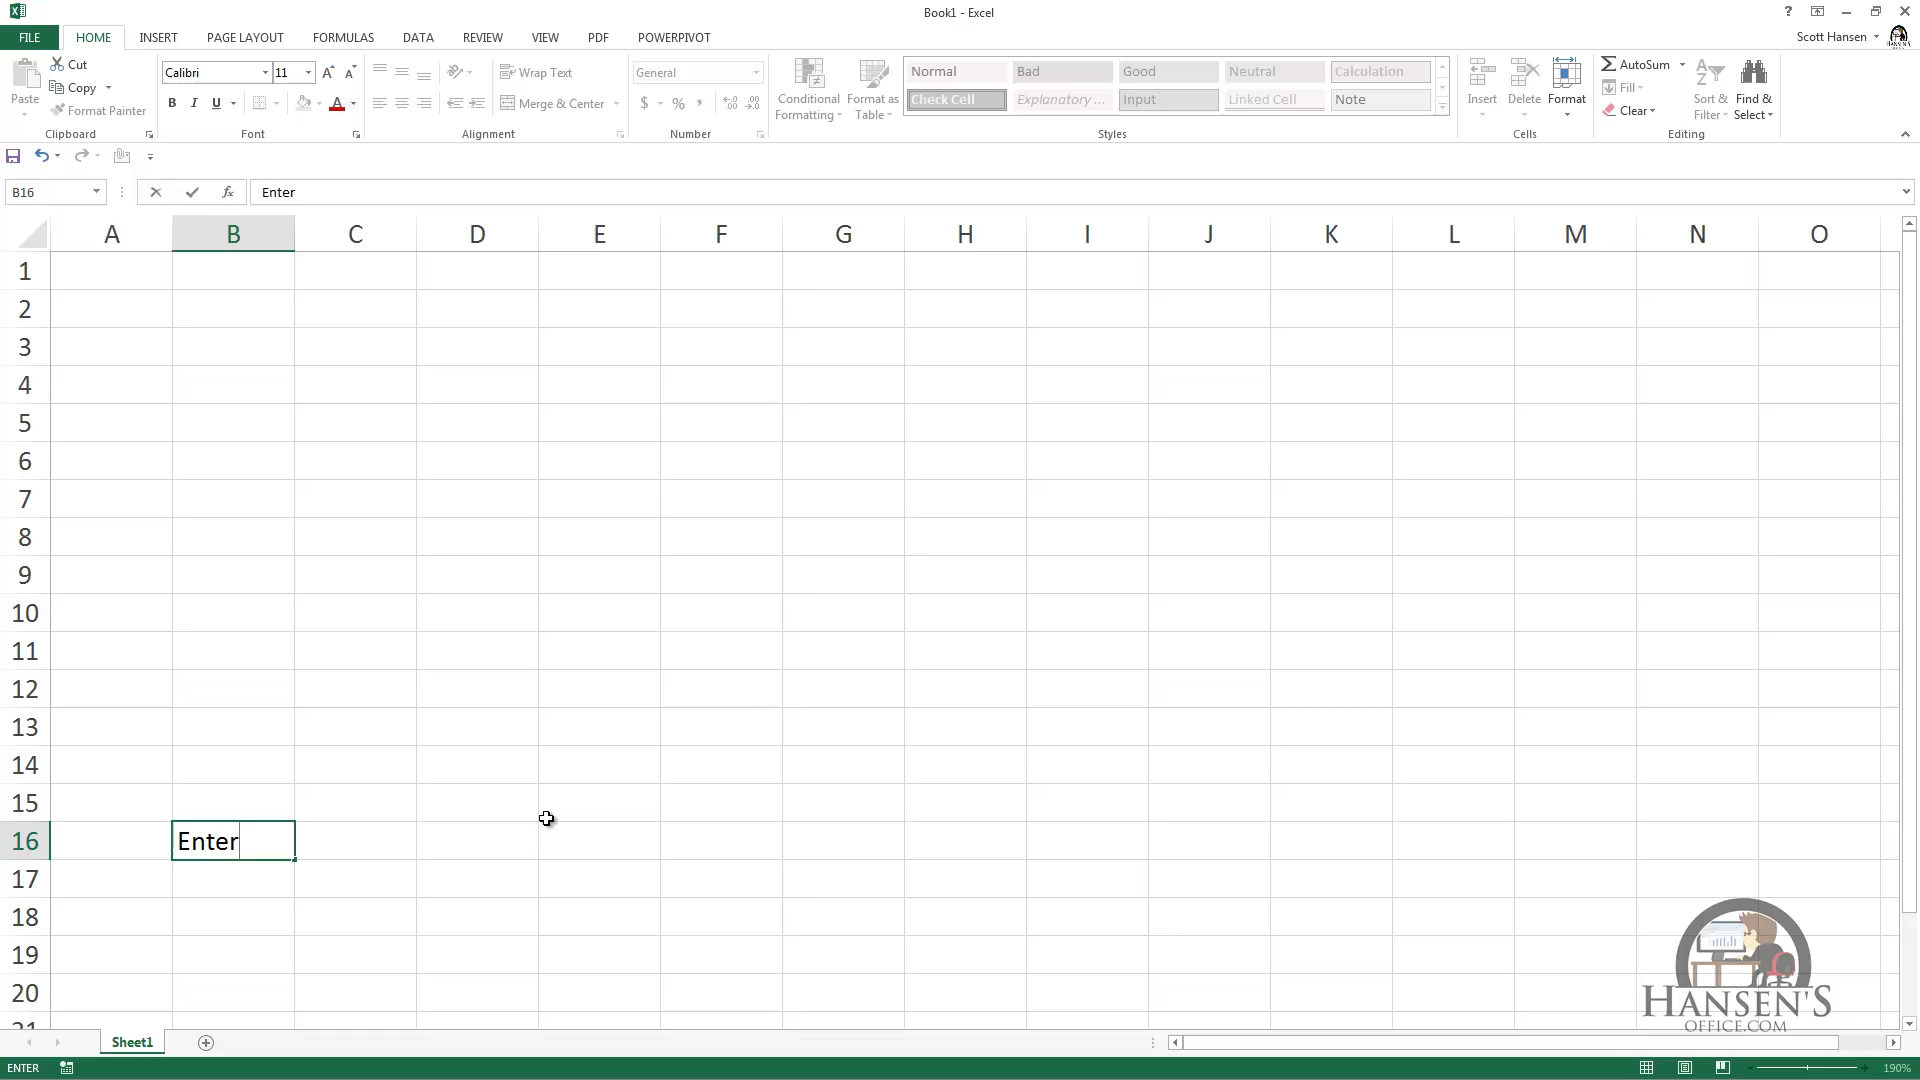 Book1 - Excel
FILE HOME INSERT PAGE LAYOUT FORMULAS DATA REVIEW VIEW PDF POWERPIVOT Scott Hansen
Paste
Cut
Copy
Format Painter
Clipboard
Calibri 11
B I U
Font
Wrap Text
Merge & Center
Alignment
General
$ % ,
Number
Conditional Formatting
Format as Table
Normal Bad Good Neutral Calculation
Check Cell Explanatory ... Input Linked Cell Note
Styles
Insert Delete Format
Cells
AutoSum
Fill
Clear
Sort & Filter
Find & Select
Editing
B16 fx Enter
A B C D E F G H I J K L M N O
1
2
3
4
5
6
7
8
9
10
11
12
13
14
15
16 Enter
17
18
19
20
21
HANSEN'S
OFFICE.COM
Sheet1
ENTER 190%